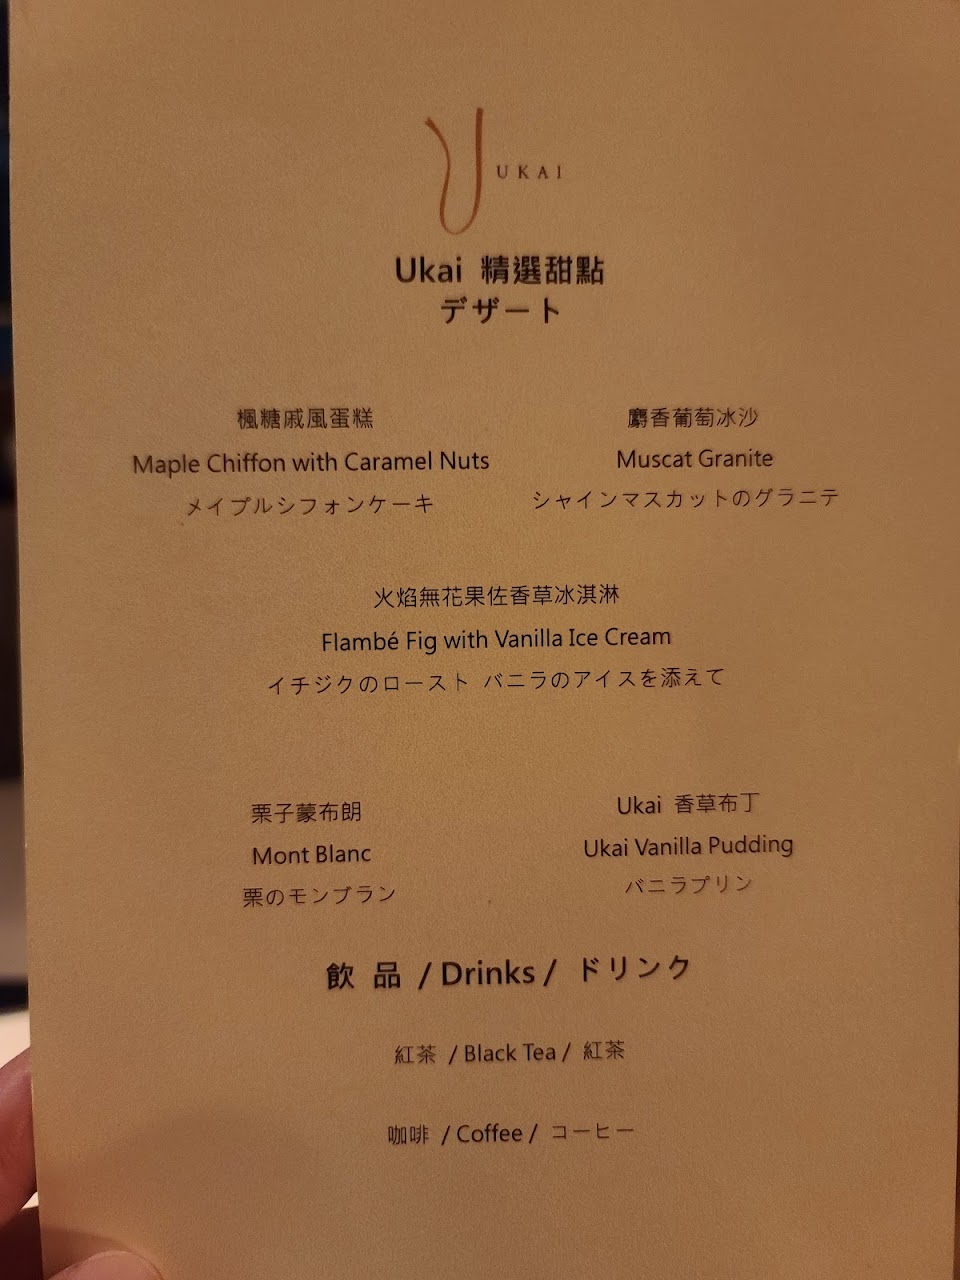 UKAI
Ukai 精選甜點
デザート
楓糖戚風蛋糕
Maple Chiffon with Caramel Nuts
メイプルシフォンケーキ
麝香葡萄冰沙
Muscat Granite
シャインマスカットのグラニテ
火焰無花果佐香草冰淇淋
Flambé Fig with Vanilla Ice Cream
イチジクのロースト バニラのアイスを添えて
栗子蒙布朗
Mont Blanc
栗のモンブラン
Ukai 香草布丁
Ukai Vanilla Pudding
バニラプリン
飲 品 / Drinks / ドリンク
紅茶 / Black Tea / 紅茶
咖啡 / Coffee / コーヒー